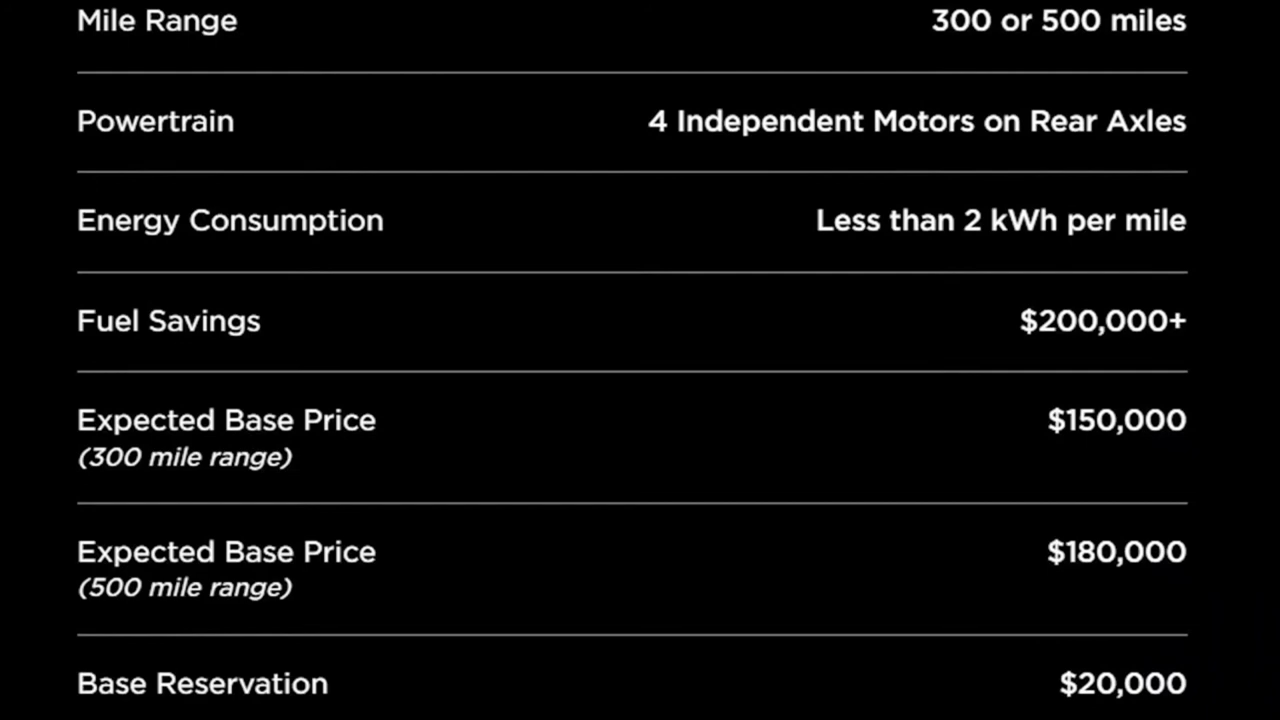 Mile Range 300 or 500 miles
Powertrain 4 Independent Motors on Rear Axles
Energy Consumption Less than 2 kWh per mile
Fuel Savings $200,000+
Expected Base Price $150,000
(300 mile range)
Expected Base Price $180,000
(500 mile range)
Base Reservation $20,000